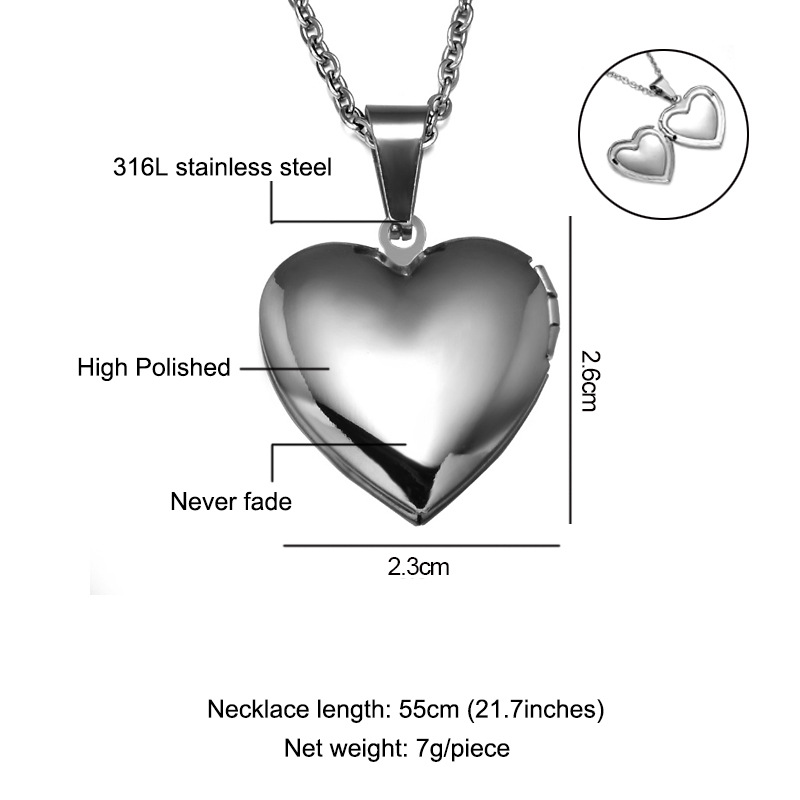 316L stainless steel
High Polished
2.6cm
Never fade
2.3cm
Necklace length: 55cm (21.7inches)
Net weight: 7g/piece